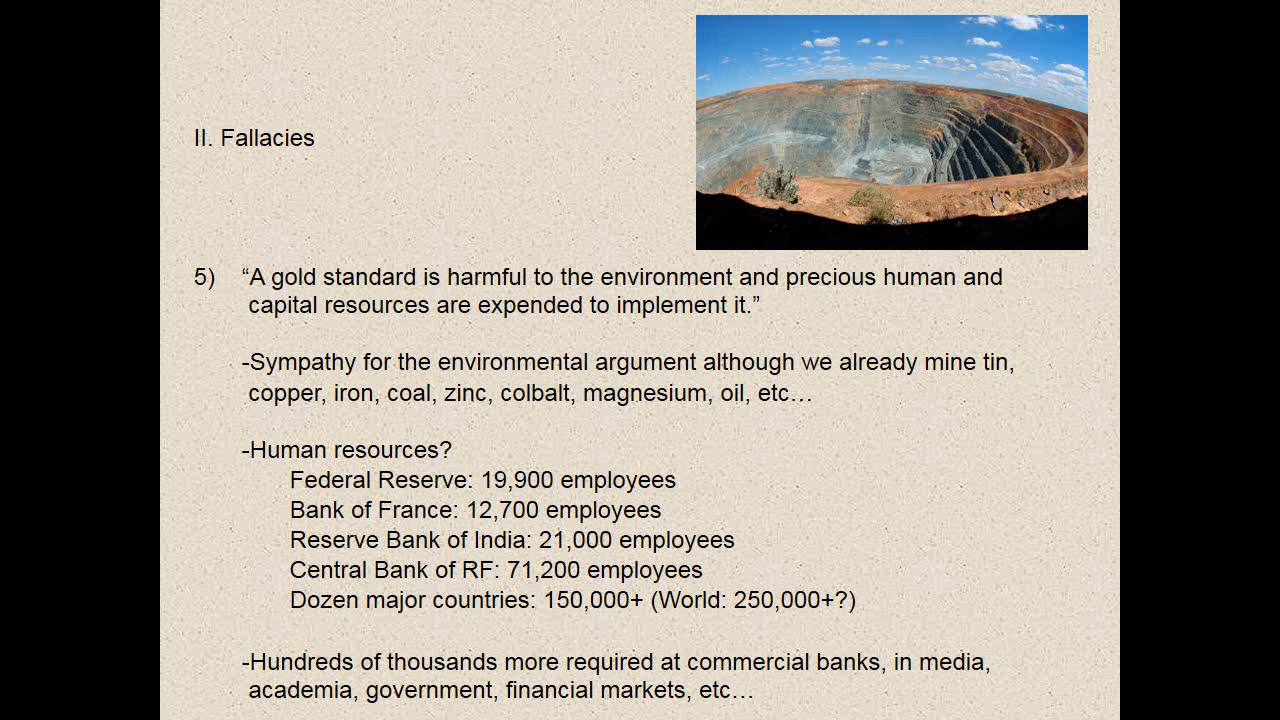 II. Fallacies
5) “A gold standard is harmful to the environment and precious human and
capital resources are expended to implement it.”
-Sympathy for the environmental argument although we already mine tin,
copper, iron, coal, zinc, colbalt, magnesium, oil, etc…
-Human resources?
Federal Reserve: 19,900 employees
Bank of France: 12,700 employees
Reserve Bank of India: 21,000 employees
Central Bank of RF: 71,200 employees
Dozen major countries: 150,000+ (World: 250,000+?)
-Hundreds of thousands more required at commercial banks, in media,
academia, government, financial markets, etc…